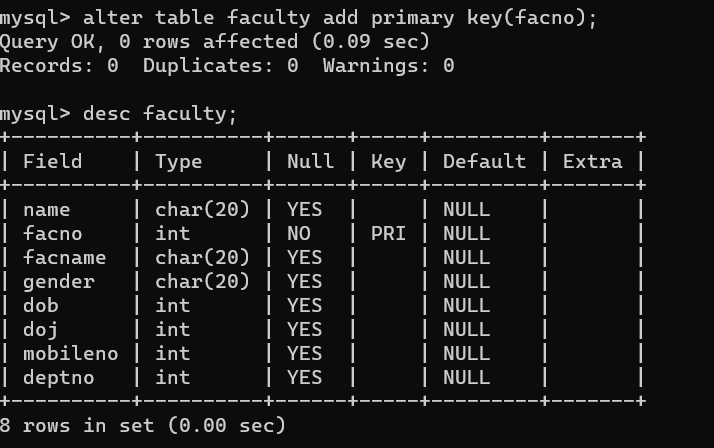 mysql> alter table faculty add primary key(facno);
Query OK, 0 rows affected (0.09 sec)
Records: 0  Duplicates: 0  Warnings: 0

mysql> desc faculty;
+----------+----------+------+-----+---------+-------+
| Field    | Type     | Null | Key | Default | Extra |
+----------+----------+------+-----+---------+-------+
| name     | char(20) | YES  |     | NULL    |       |
| facno    | int      | NO   | PRI | NULL    |       |
| facname  | char(20) | YES  |     | NULL    |       |
| gender   | char(20) | YES  |     | NULL    |       |
| dob      | int      | YES  |     | NULL    |       |
| doj      | int      | YES  |     | NULL    |       |
| mobileno | int      | YES  |     | NULL    |       |
| deptno   | int      | YES  |     | NULL    |       |
+----------+----------+------+-----+---------+-------+
8 rows in set (0.00 sec)